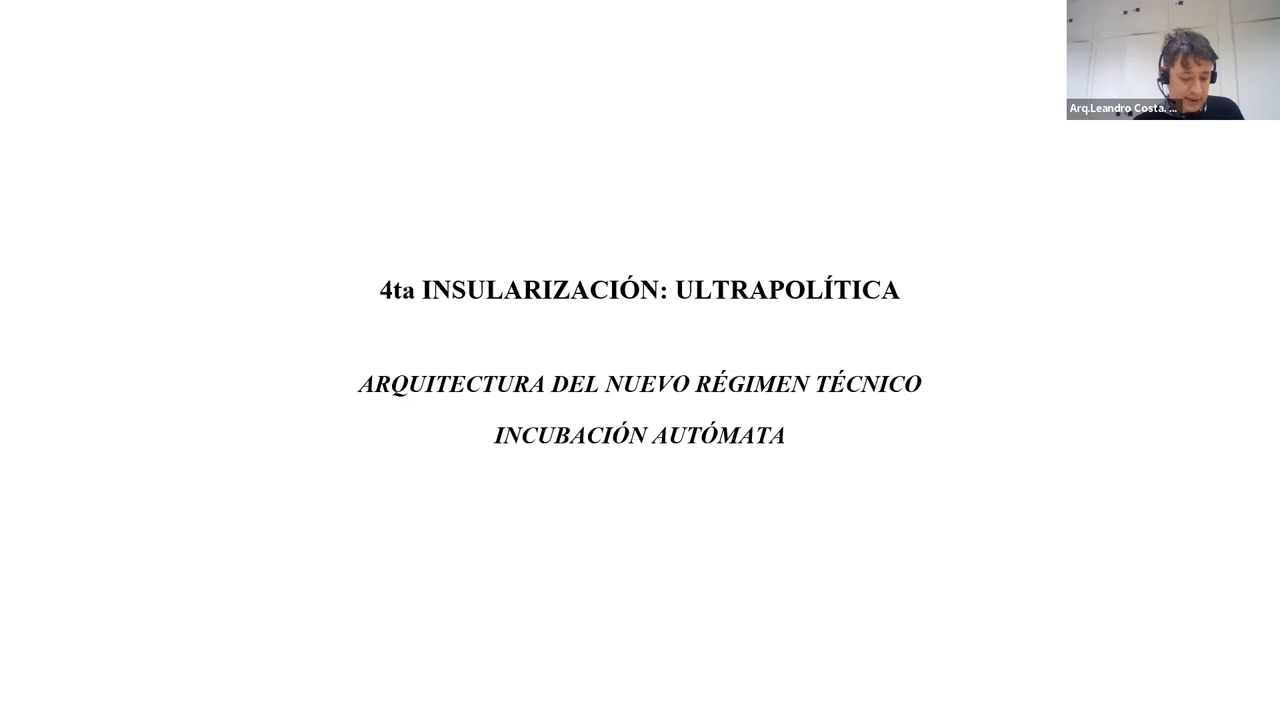 Arq.Leandro Costa. ...
4ta INSULARIZACIÓN: ULTRAPOLÍTICA
ARQUITECTURA DEL NUEVO RÉGIMEN TÉCNICO
INCUBACIÓN AUTÓMATA